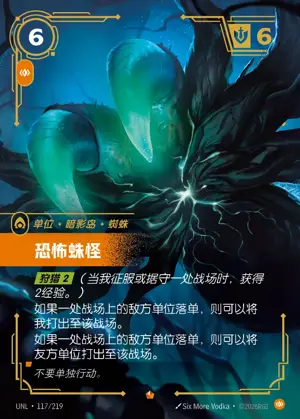 6
6
单位・暗影岛・蜘蛛
恐怖蛛怪
狩猎 2（当我征服或据守一处战场时，获得
2经验。）
如果一处战场上的敌方单位落单，则可以将
我打出至该战场。
如果一处战场上的敌方单位落单，则可以将
友方单位打出至该战场。
不要单独行动。
UNL・117/219
Six More Vodka